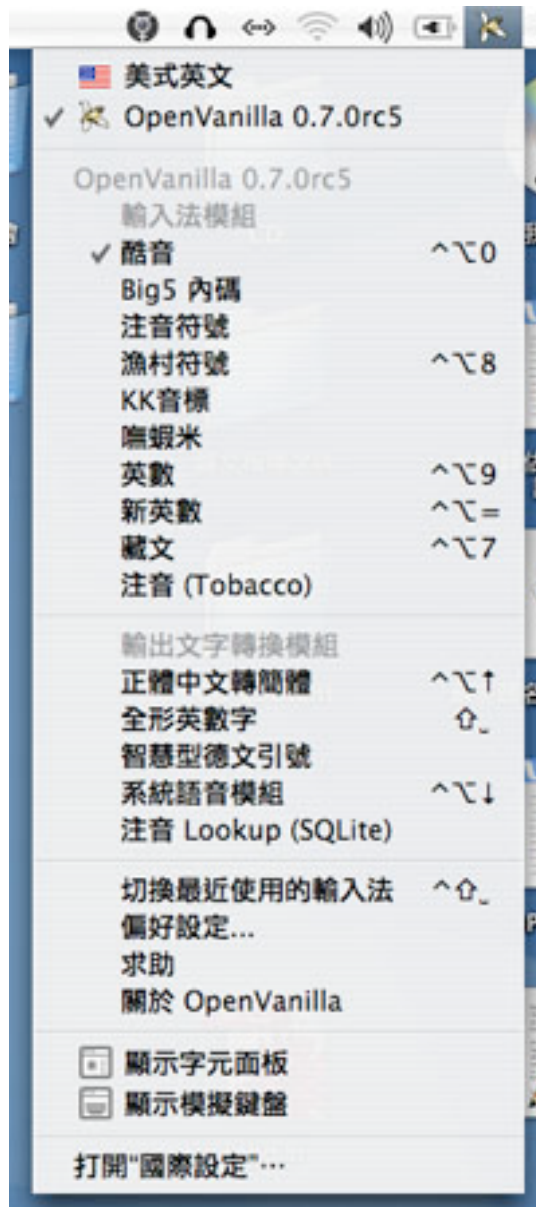 美式英文
✓ OpenVanilla 0.7.0rc5
OpenVanilla 0.7.0rc5
輸入法模組
✓ 酷音 ^⌥0
Big5 內碼
注音符號
漁村符號 ^⌥8
KK音標
嘸蝦米
英數 ^⌥9
新英數 ^⌥=
藏文 ^⌥7
注音 (Tobacco)
輸出文字轉換模組
正體中文轉簡體 ^⌥↑
全形英數字 ⇧_
智慧型德文引號
系統語音模組 ^⌥↓
注音 Lookup (SQLite)
切換最近使用的輸入法 ^⇧_
偏好設定...
求助
關於 OpenVanilla
顯示字元面板
顯示模擬鍵盤
打開“國際設定”⋯